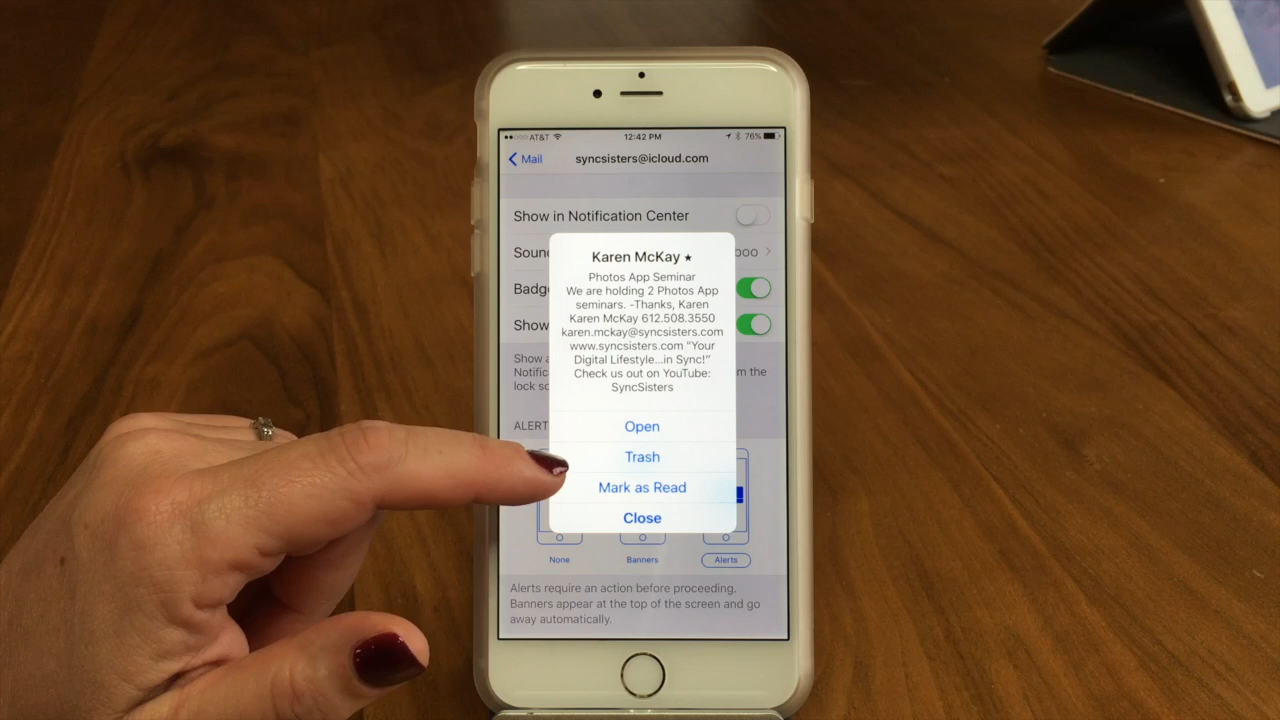 AT&T 12:42 PM 76%
Mail syncsisters@icloud.com
Show in Notification Center
Soun ooo
Badg
Show
Karen McKay ★
Photos App Seminar
We are holding 2 Photos App
seminars. -Thanks, Karen
Karen McKay 612.508.3550
karen.mckay@syncsisters.com
www.syncsisters.com "Your
Digital Lifestyle...in Sync!"
Check us out on YouTube:
SyncSisters
Show a
Notific m the
lock sc
ALERT
Open
Trash
Mark as Read
Close
None Banners Alerts
Alerts require an action before proceeding.
Banners appear at the top of the screen and go
away automatically.